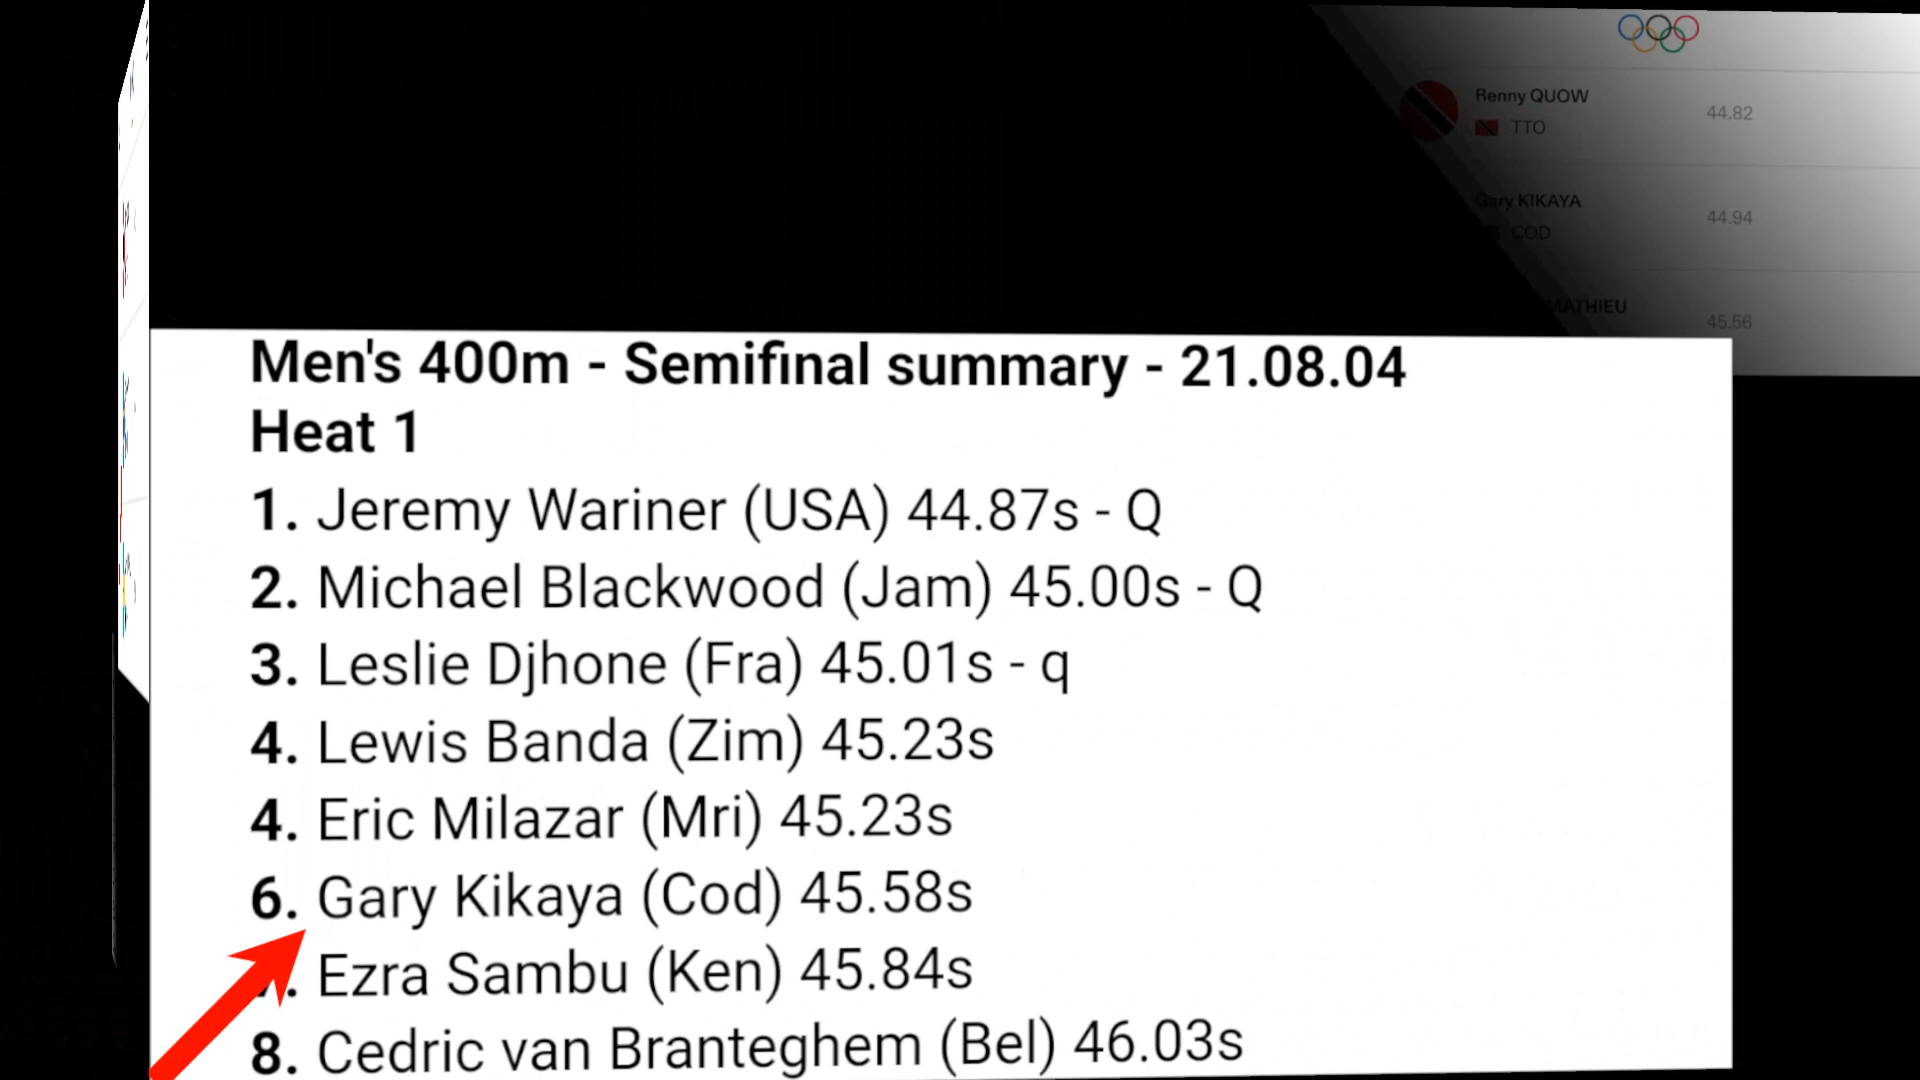 Renny QUOW
TTO
44.82
Gary KIKAYA
COD
44.94
MATHIEU
45.56
Men's 400m - Semifinal summary - 21.08.04
Heat 1
1. Jeremy Wariner (USA) 44.87s - Q
2. Michael Blackwood (Jam) 45.00s - Q
3. Leslie Djhone (Fra) 45.01s - q
4. Lewis Banda (Zim) 45.23s
4. Eric Milazar (Mri) 45.23s
6. Gary Kikaya (Cod) 45.58s
Ezra Sambu (Ken) 45.84s
8. Cedric van Branteghem (Bel) 46.03s